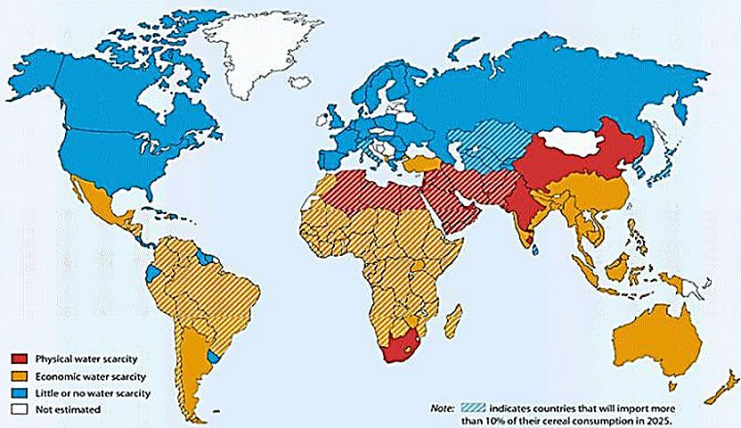 Physical water scarcity
Economic water scarcity
Little or no water scarcity
Not estimated
Note: indicates countries that will import more
than 10% of their cereal consumption in 2025.